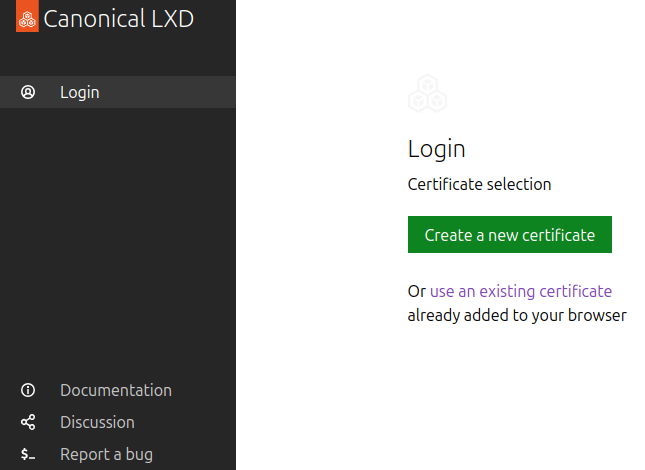 Canonical LXD
Login
Documentation
Discussion
Report a bug
Login
Certificate selection
Create a new certificate
Or use an existing certificate
already added to your browser